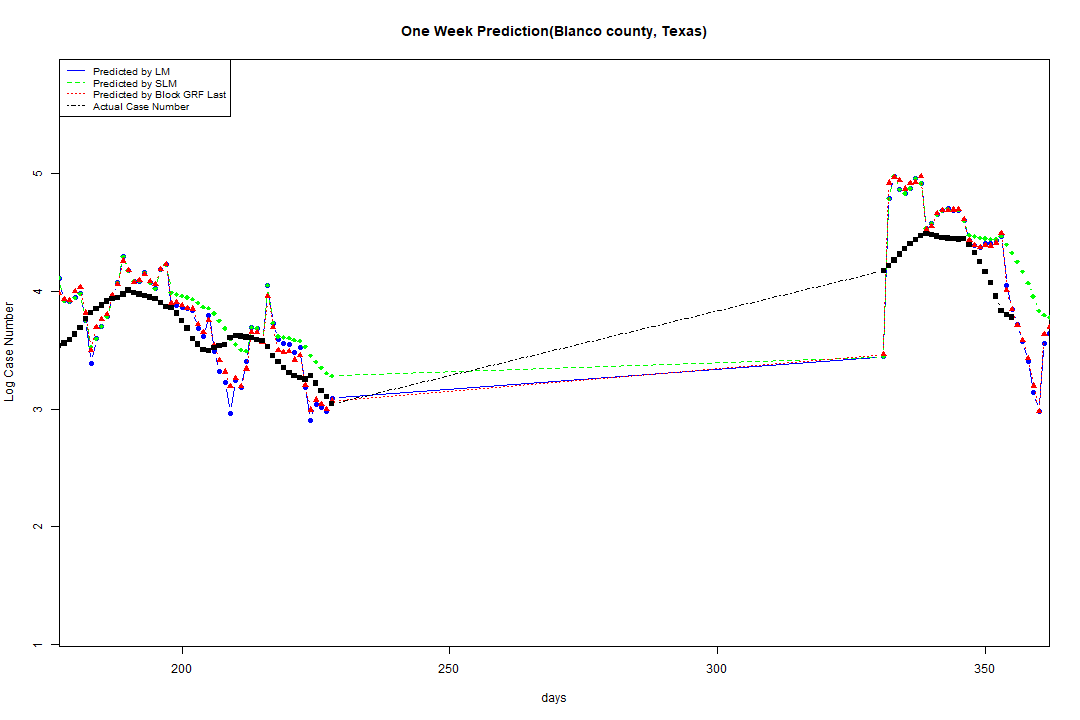 One Week Prediction(Blanco county, Texas)
Predicted by LM
Predicted by SLM
Predicted by Block GRF Last
Actual Case Number
5
4
3
2
1
Log Case Number
200
250
300
350
days